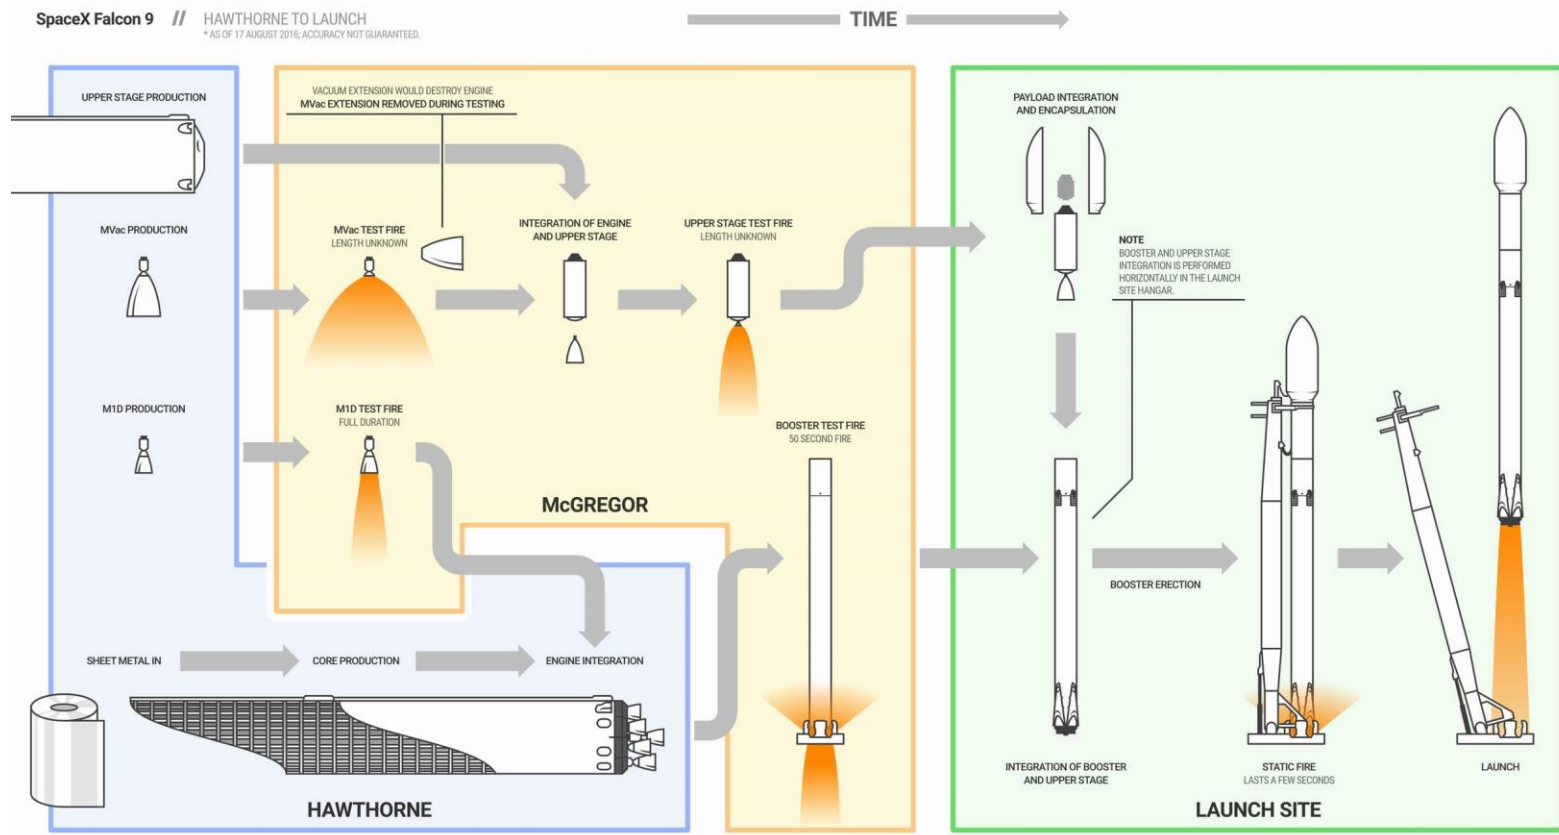 SpaceX Falcon 9 // HAWTHORNE TO LAUNCH
* AS OF 17 AUGUST 2016; ACCURACY NOT GUARANTEED.
TIME
UPPER STAGE PRODUCTION
VACUUM EXTENSION WOULD DESTROY ENGINE
MVac EXTENSION REMOVED DURING TESTING
PAYLOAD INTEGRATION
AND ENCAPSULATION
MVac PRODUCTION
MVac TEST FIRE
LENGTH UNKNOWN
INTEGRATION OF ENGINE
AND UPPER STAGE
UPPER STAGE TEST FIRE
LENGTH UNKNOWN
NOTE
BOOSTER AND UPPER STAGE
INTEGRATION IS PERFORMED
HORIZONTALLY IN THE LAUNCH
SITE HANGAR.
M1D PRODUCTION
M1D TEST FIRE
FULL DURATION
BOOSTER TEST FIRE
50 SECOND FIRE
McGREGOR
BOOSTER ERECTION
SHEET METAL IN
CORE PRODUCTION
ENGINE INTEGRATION
INTEGRATION OF BOOSTER
AND UPPER STAGE
STATIC FIRE
LASTS A FEW SECONDS
LAUNCH
HAWTHORNE
LAUNCH SITE